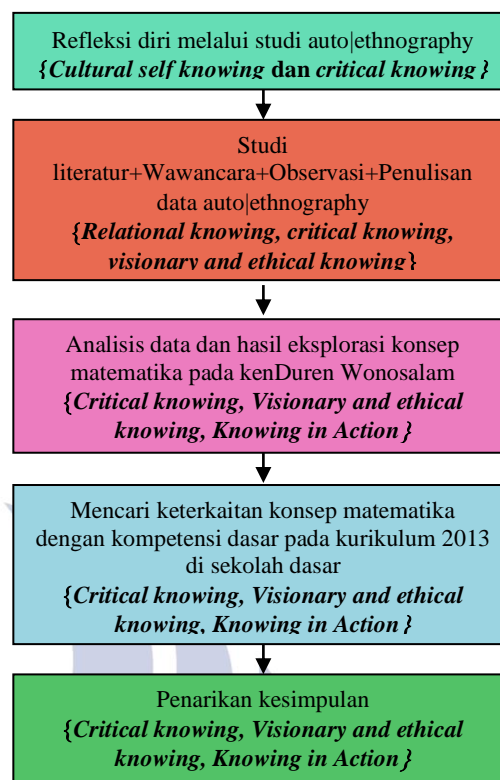 Refleksi diri melalui studi auto|ethnography
{Cultural self knowing dan critical knowing}
Studi
literatur+Wawancara+Observasi+Penulisan
data auto|ethnography
{Relational knowing, critical knowing,
visionary and ethical knowing}
Analisis data dan hasil eksplorasi konsep
matematika pada kenDuren Wonosalam
{Critical knowing, Visionary and ethical
knowing, Knowing in Action}
Mencari keterkaitan konsep matematika
dengan kompetensi dasar pada kurikulum 2013
di sekolah dasar
{Critical knowing, Visionary and ethical
knowing, Knowing in Action}
Penarikan kesimpulan
{Critical knowing, Visionary and ethical
knowing, Knowing in Action}